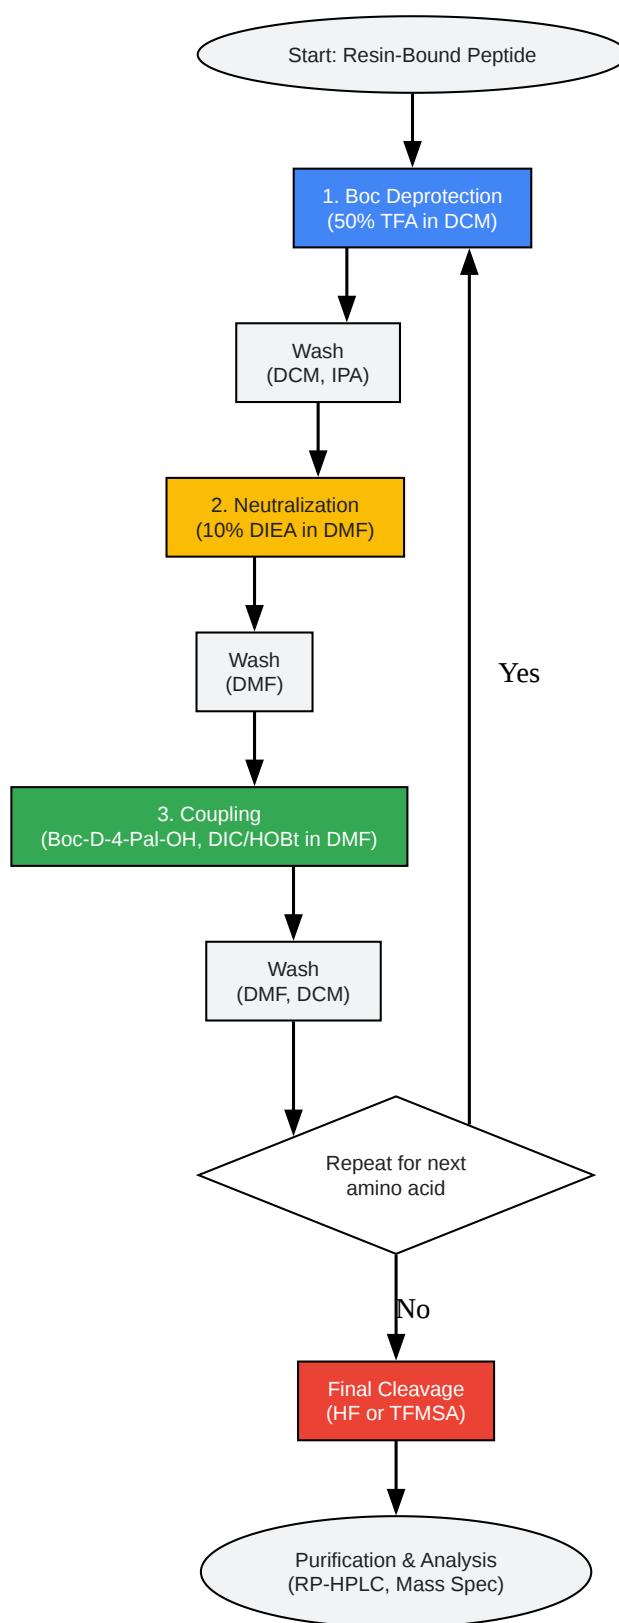 Start: Resin-Bound Peptide
1. Boc Deprotection
(50% TFA in DCM)
Wash
(DCM, IPA)
2. Neutralization
(10% DIEA in DMF)
Wash
(DMF)
Yes
3. Coupling
(Boc-D-4-Pal-OH, DIC/HOBt in DMF)
Wash
(DMF, DCM)
Repeat for next
amino acid
No
Final Cleavage
(HF or TFMSA)
Purification & Analysis
(RP-HPLC, Mass Spec)